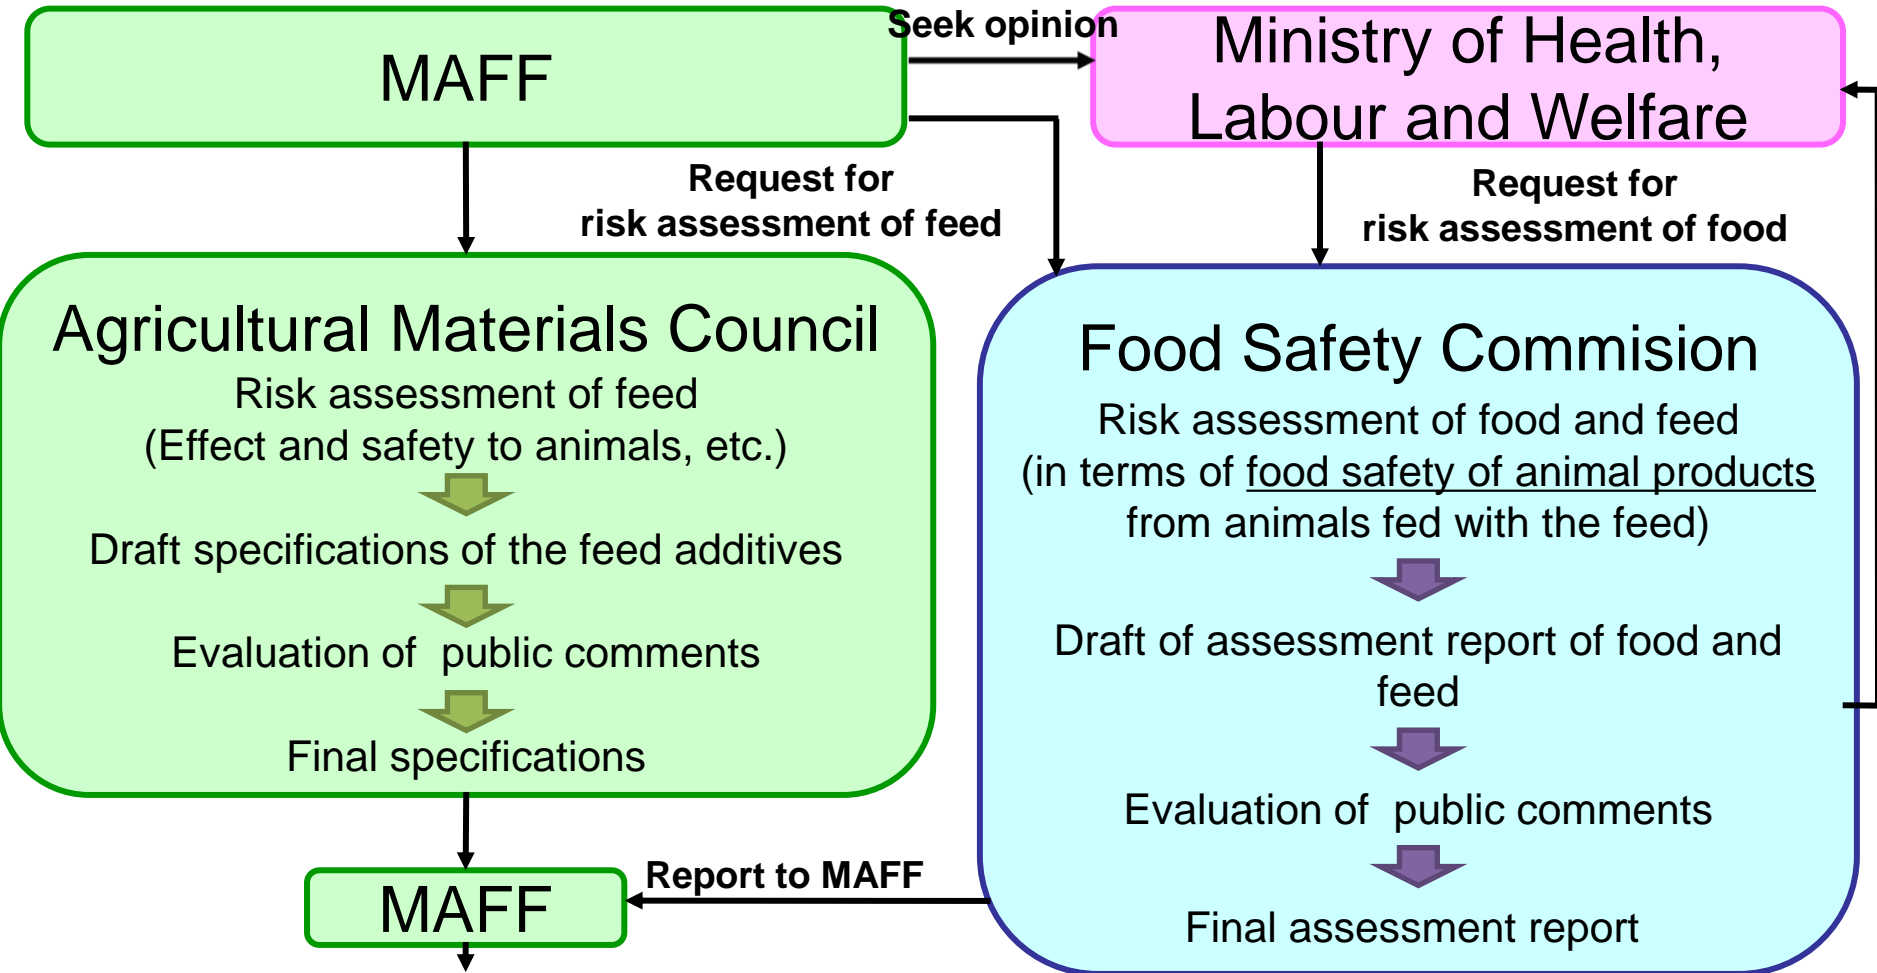 MAFF
Seek opinion
Ministry of Health,
Labour and Welfare
Request for
risk assessment of feed
Request for
risk assessment of food
Agricultural Materials Council
Risk assessment of feed
(Effect and safety to animals, etc.)
Draft specifications of the feed additives
Evaluation of public comments
Final specifications
Food Safety Commision
Risk assessment of food and feed
(in terms of food safety of animal products
from animals fed with the feed)
Draft of assessment report of food and
feed
Evaluation of public comments
Final assessment report
Report to MAFF
MAFF